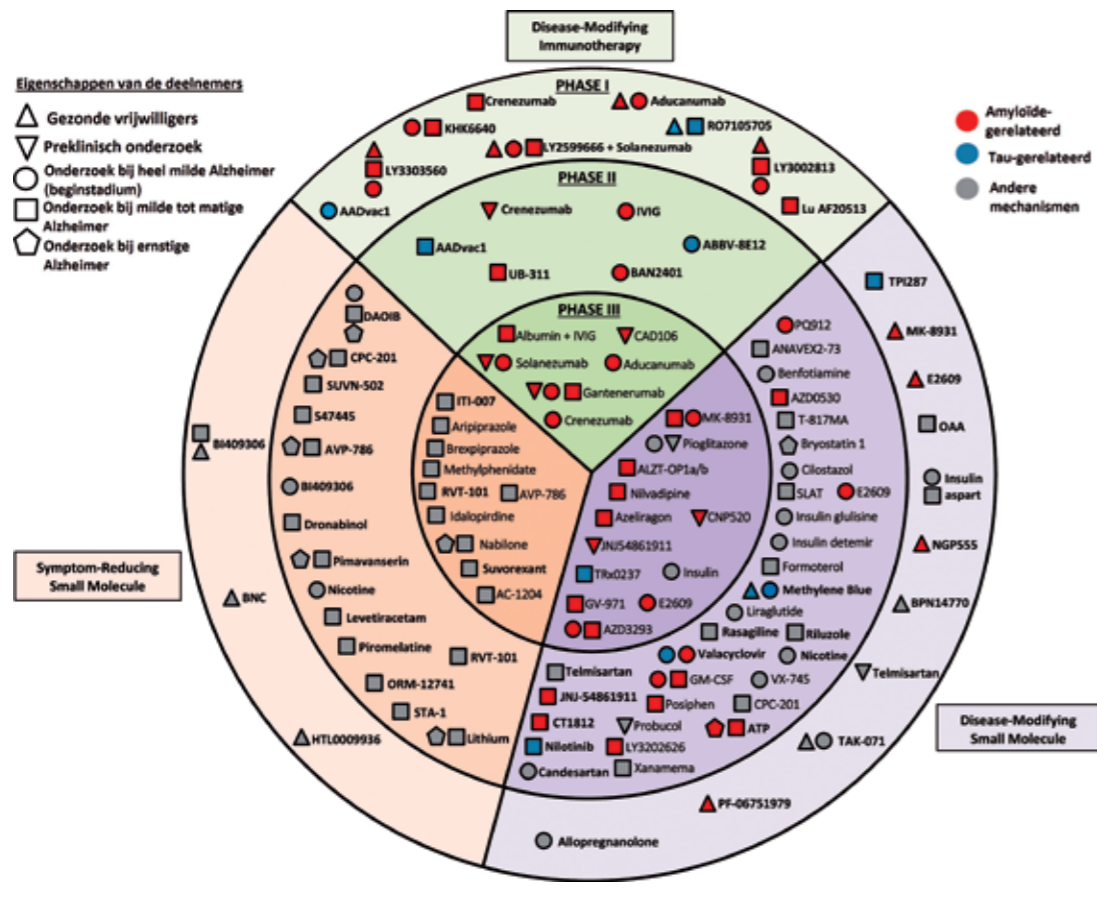 Disease-Modifying
Immunotherapy
Eigenschappen van de deelnemers
Gezonde vrijwilligers
Preklinisch onderzoek
Onderzoek bij heel milde Alzheimer
(beginstadium)
Onderzoek bij milde tot matige
Alzheimer
Onderzoek bij ernstige
Alzheimer
Amyloïde-
gerelateerd
Tau-gerelateerd
Andere
mechanismen
PHASE I
Crenezumab
Aducanumab
KHK6640
RO7105705
LY2599666 + Solanezumab
LY3303560
LY3002813
AADvac1
Lu AF20513
PHASE II
Crenezumab
IVIG
AADvac1
ABBV-8E12
UB-311
BAN2401
PHASE III
Albumin + IVIG
CAD106
Solanezumab
Aducanumab
Gantenerumab
Crenezumab
DAOIB
CPC-201
SUVN-502
S47445
AVP-786
BI409306
Dronabinol
Pimavanserin
Nicotine
Levetiracetam
Piromelatine
RVT-101
ORM-12741
STA-1
Lithium
BI409306
BNC
HTL0009936
Symptom-Reducing
Small Molecule
ITI-007
Aripiprazole
Brexpiprazole
Methylphenidate
RVT-101
AVP-786
Idalopirdine
Nabilone
Suvorexant
AC-1204
MK-8931
Pioglitazone
ALZT-OP1a/b
Nilvadipine
Azeliragon
CNP520
JNJ54861911
TRx0237
Insulin
GV-971
E2609
AZD3293
PQ912
ANAVEX2-73
Benfotiamine
AZD0530
T-817MA
Bryostatin 1
Cilostazol
SLAT
E2609
Insulin glulisine
Insulin detemir
Formoterol
Methylene Blue
Liraglutide
Rasagiline
Riluzole
Valacyclovir
Nicotine
Telmisartan
GM-CSF
VX-745
JNJ-54861911
Posiphen
CPC-201
CT1812
Probucol
ATP
Nilotinib
LY3202626
Candesartan
Xanamema
TPI287
MK-8931
E2609
OAA
Insulin
aspart
NGP555
BPN14770
Telmisartan
TAK-071
PF-06751979
Allopregnanolone
Disease-Modifying
Small Molecule